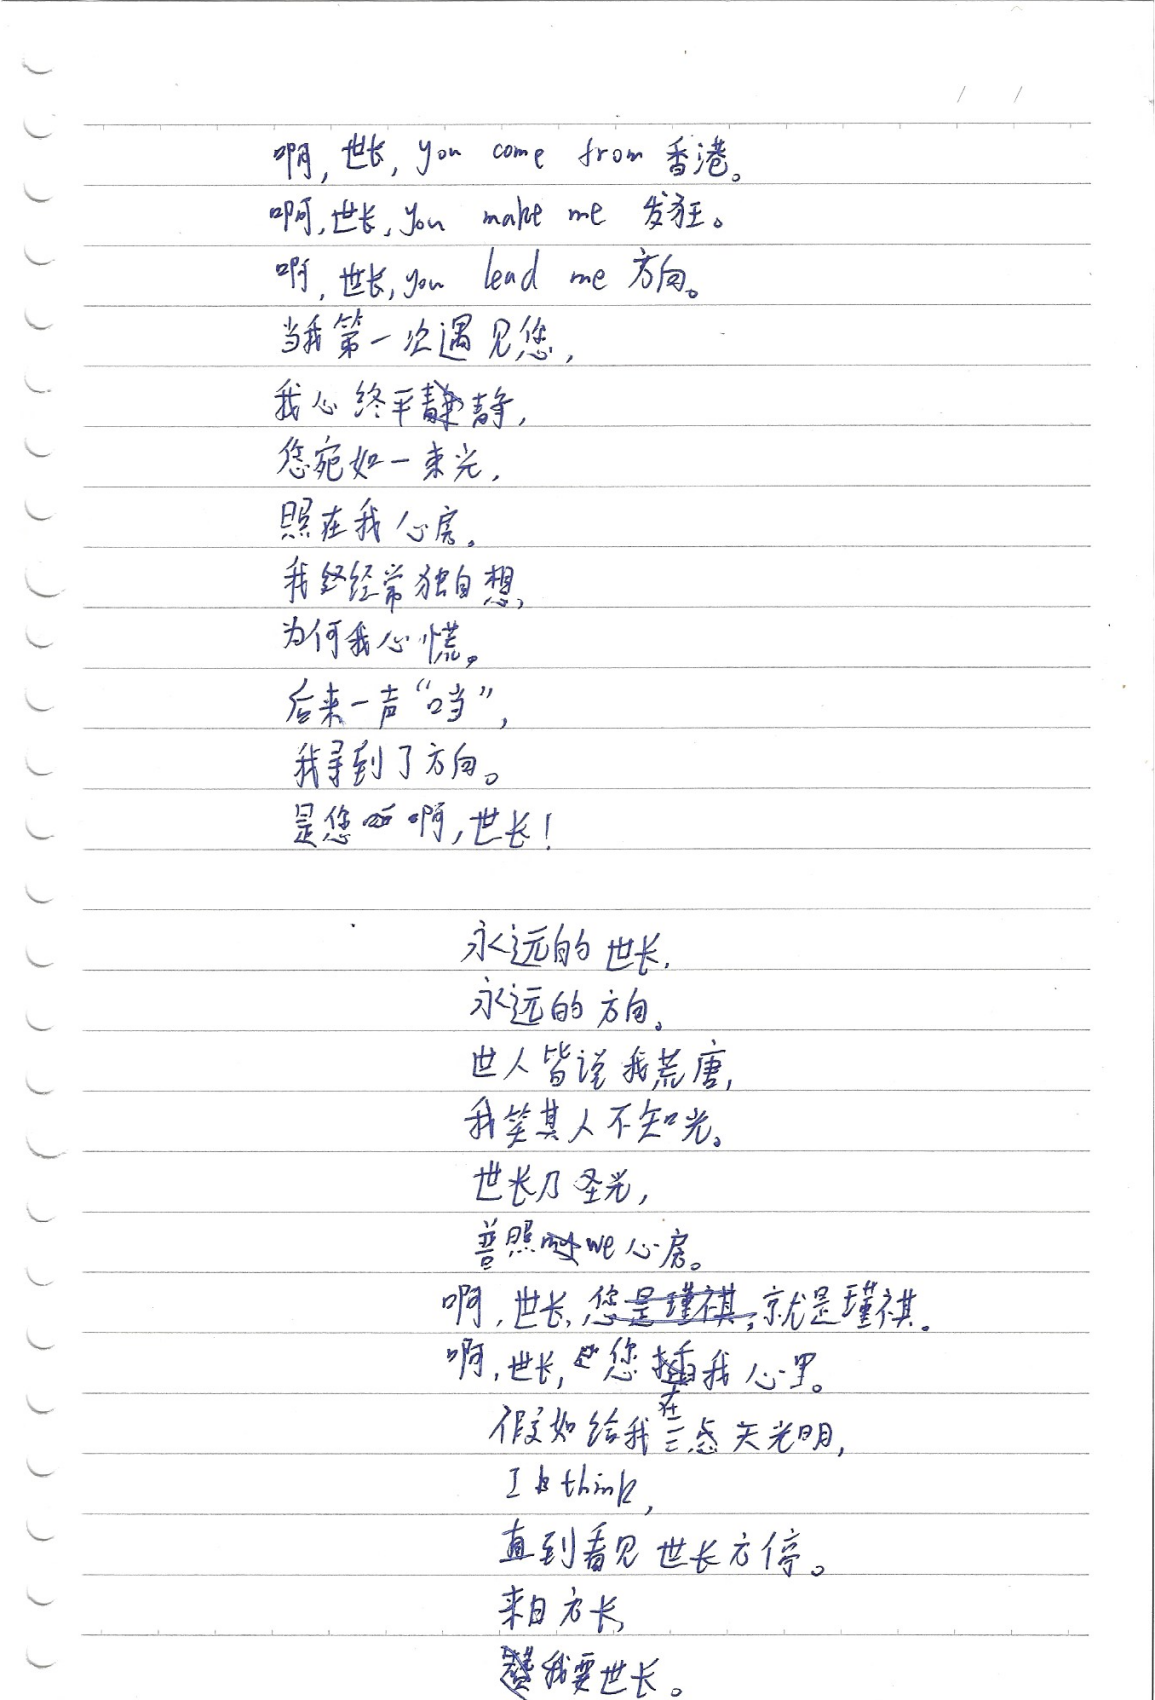 啊，世长，you come from 香港。
啊，世长，you make me 发狂。
啊，世长，you lead me 方向。
当我第一次遇见您，
我心终平静，
您宛如一束光，
照在我心房。
我经常独自想，
为何我心慌。
后来一声“当”，
我寻到了方向。
是您啊，世长！
永远的世长，
永远的方向。
世人皆说我荒唐，
我笑其人不知光。
世长乃圣光，
普照we心房。
啊，世长，您就是瑾祺。
啊，世长，您插我心里。
假如给我在三点天光明，
I think，
直到看见世长方停。
来日方长，
我要世长。